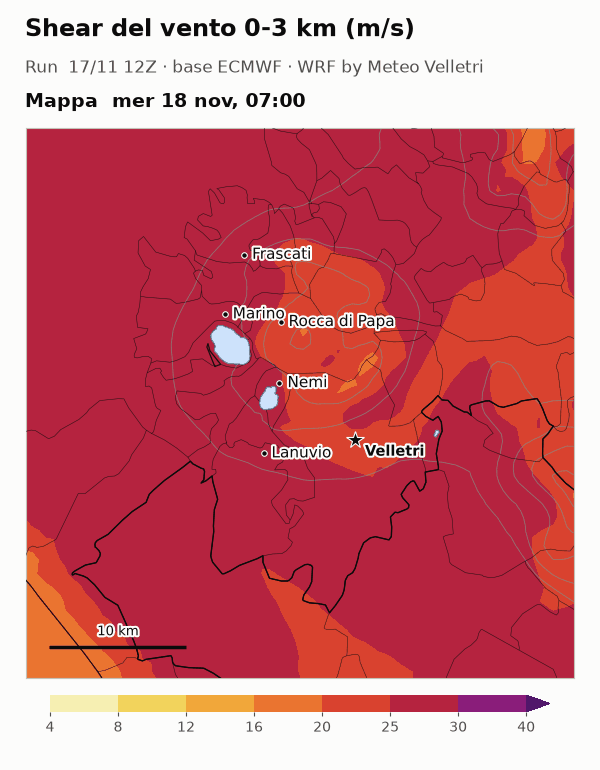 Shear del vento 0-3 km (m/s)
Run  17/11 12Z · base ECMWF · WRF by Meteo Velletri
Mappa  mer 18 nov, 07:00
Frascati
Marino
Rocca di Papa
Nemi
Velletri
Lanuvio
10 km
4 8 12 16 20 25 30 40